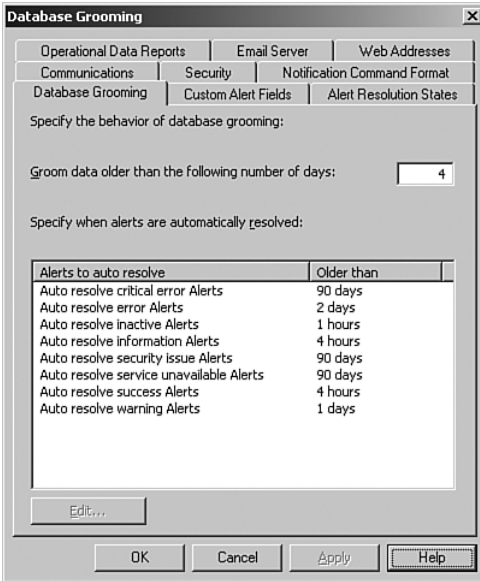 Database Grooming
Operational Data Reports Email Server Web Addresses
Communications Security Notification Command Format
Database Grooming Custom Alert Fields Alert Resolution States
Specify the behavior of database grooming:
Groom data older than the following number of days: 4
Specify when alerts are automatically resolved:
Alerts to auto resolve Older than
Auto resolve critical error Alerts 90 days
Auto resolve error Alerts 2 days
Auto resolve inactive Alerts 1 hours
Auto resolve information Alerts 4 hours
Auto resolve security issue Alerts 90 days
Auto resolve service unavailable Alerts 90 days
Auto resolve success Alerts 4 hours
Auto resolve warning Alerts 1 days
Edit...
OK Cancel Apply Help